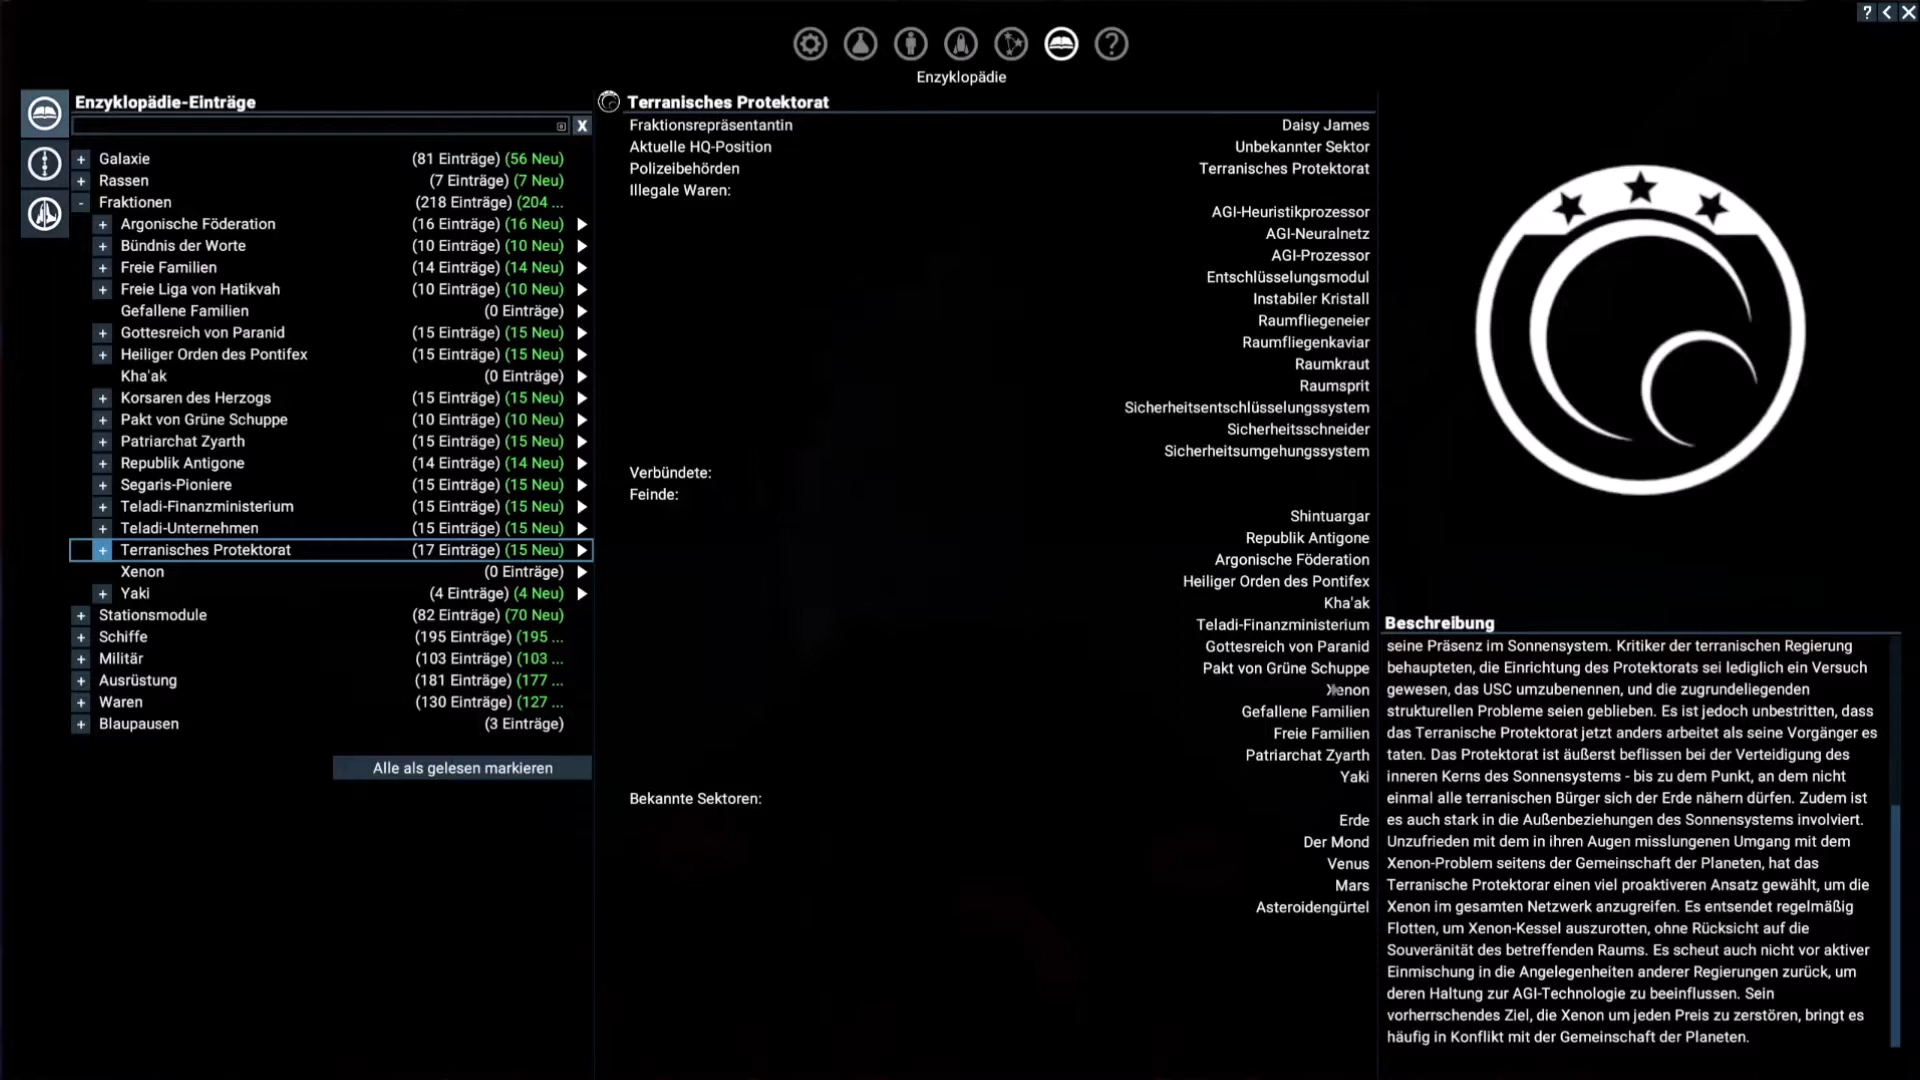 ? < X
Enzyklopädie
Enzyklopädie-Einträge
X
+ Galaxie (81 Einträge) (56 Neu)
+ Rassen (7 Einträge) (7 Neu)
- Fraktionen (218 Einträge) (204 ...
+ Argonische Föderation (16 Einträge) (16 Neu)
+ Bündnis der Worte (10 Einträge) (10 Neu)
+ Freie Familien (14 Einträge) (14 Neu)
+ Freie Liga von Hatikvah (10 Einträge) (10 Neu)
Gefallene Familien (0 Einträge)
+ Gottesreich von Paranid (15 Einträge) (15 Neu)
+ Heiliger Orden des Pontifex (15 Einträge) (15 Neu)
Kha'ak (0 Einträge)
+ Korsaren des Herzogs (15 Einträge) (15 Neu)
+ Pakt von Grüne Schuppe (10 Einträge) (10 Neu)
+ Patriarchat Zyarth (15 Einträge) (15 Neu)
+ Republik Antigone (14 Einträge) (14 Neu)
+ Segaris-Pioniere (15 Einträge) (15 Neu)
+ Teladi-Finanzministerium (15 Einträge) (15 Neu)
+ Teladi-Unternehmen (15 Einträge) (15 Neu)
+ Terranisches Protektorat (17 Einträge) (15 Neu)
Xenon (0 Einträge)
+ Yaki (4 Einträge) (4 Neu)
+ Stationsmodule (82 Einträge) (70 Neu)
+ Schiffe (195 Einträge) (195 ...
+ Militär (103 Einträge) (103 ...
+ Ausrüstung (181 Einträge) (177 ...
+ Waren (130 Einträge) (127 ...
+ Blaupausen (3 Einträge)
Alle als gelesen markieren
Terranisches Protektorat
Fraktionsrepräsentantin Daisy James
Aktuelle HQ-Position Unbekannter Sektor
Polizeibehörden Terranisches Protektorat
Illegale Waren:
AGI-Heuristikprozessor
AGI-Neuralnetz
AGI-Prozessor
Entschlüsselungsmodul
Instabiler Kristall
Raumfliegeneier
Raumfliegenkaviar
Raumkraut
Raumsprit
Sicherheitsentschlüsselungssystem
Sicherheitsschneider
Sicherheitsumgehungssystem
Verbündete:
Feinde:
Shintuargar
Republik Antigone
Argonische Föderation
Heiliger Orden des Pontifex
Kha'ak
Teladi-Finanzministerium
Gottesreich von Paranid
Pakt von Grüne Schuppe
Xenon
Gefallene Familien
Freie Familien
Patriarchat Zyarth
Yaki
Bekannte Sektoren:
Erde
Der Mond
Venus
Mars
Asteroidengürtel
Beschreibung
seine Präsenz im Sonnensystem. Kritiker der terranischen Regierung
behaupteten, die Einrichtung des Protektorats sei lediglich ein Versuch
gewesen, das USC umzubenennen, und die zugrundeliegenden
strukturellen Probleme seien geblieben. Es ist jedoch unbestritten, dass
das Terranische Protektorat jetzt anders arbeitet als seine Vorgänger es
taten. Das Protektorat ist äußerst beflissen bei der Verteidigung des
inneren Kerns des Sonnensystems - bis zu dem Punkt, an dem nicht
einmal alle terranischen Bürger sich der Erde nähern dürfen. Zudem ist
es auch stark in die Außenbeziehungen des Sonnensystems involviert.
Unzufrieden mit dem in ihren Augen misslungenen Umgang mit dem
Xenon-Problem seitens der Gemeinschaft der Planeten, hat das
Terranische Protektorar einen viel proaktiveren Ansatz gewählt, um die
Xenon im gesamten Netzwerk anzugreifen. Es entsendet regelmäßig
Flotten, um Xenon-Kessel auszurotten, ohne Rücksicht auf die
Souveränität des betreffenden Raums. Es scheut auch nicht vor aktiver
Einmischung in die Angelegenheiten anderer Regierungen zurück, um
deren Haltung zur AGI-Technologie zu beeinflussen. Sein
vorherrschendes Ziel, die Xenon um jeden Preis zu zerstören, bringt es
häufig in Konflikt mit der Gemeinschaft der Planeten.